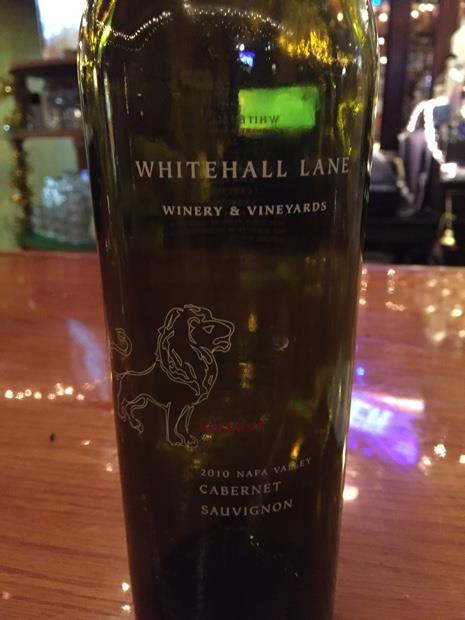 WHITEHALL LANE
WINERY & VINEYARDS
2010 NAPA VALLEY
CABERNET
SAUVIGNON